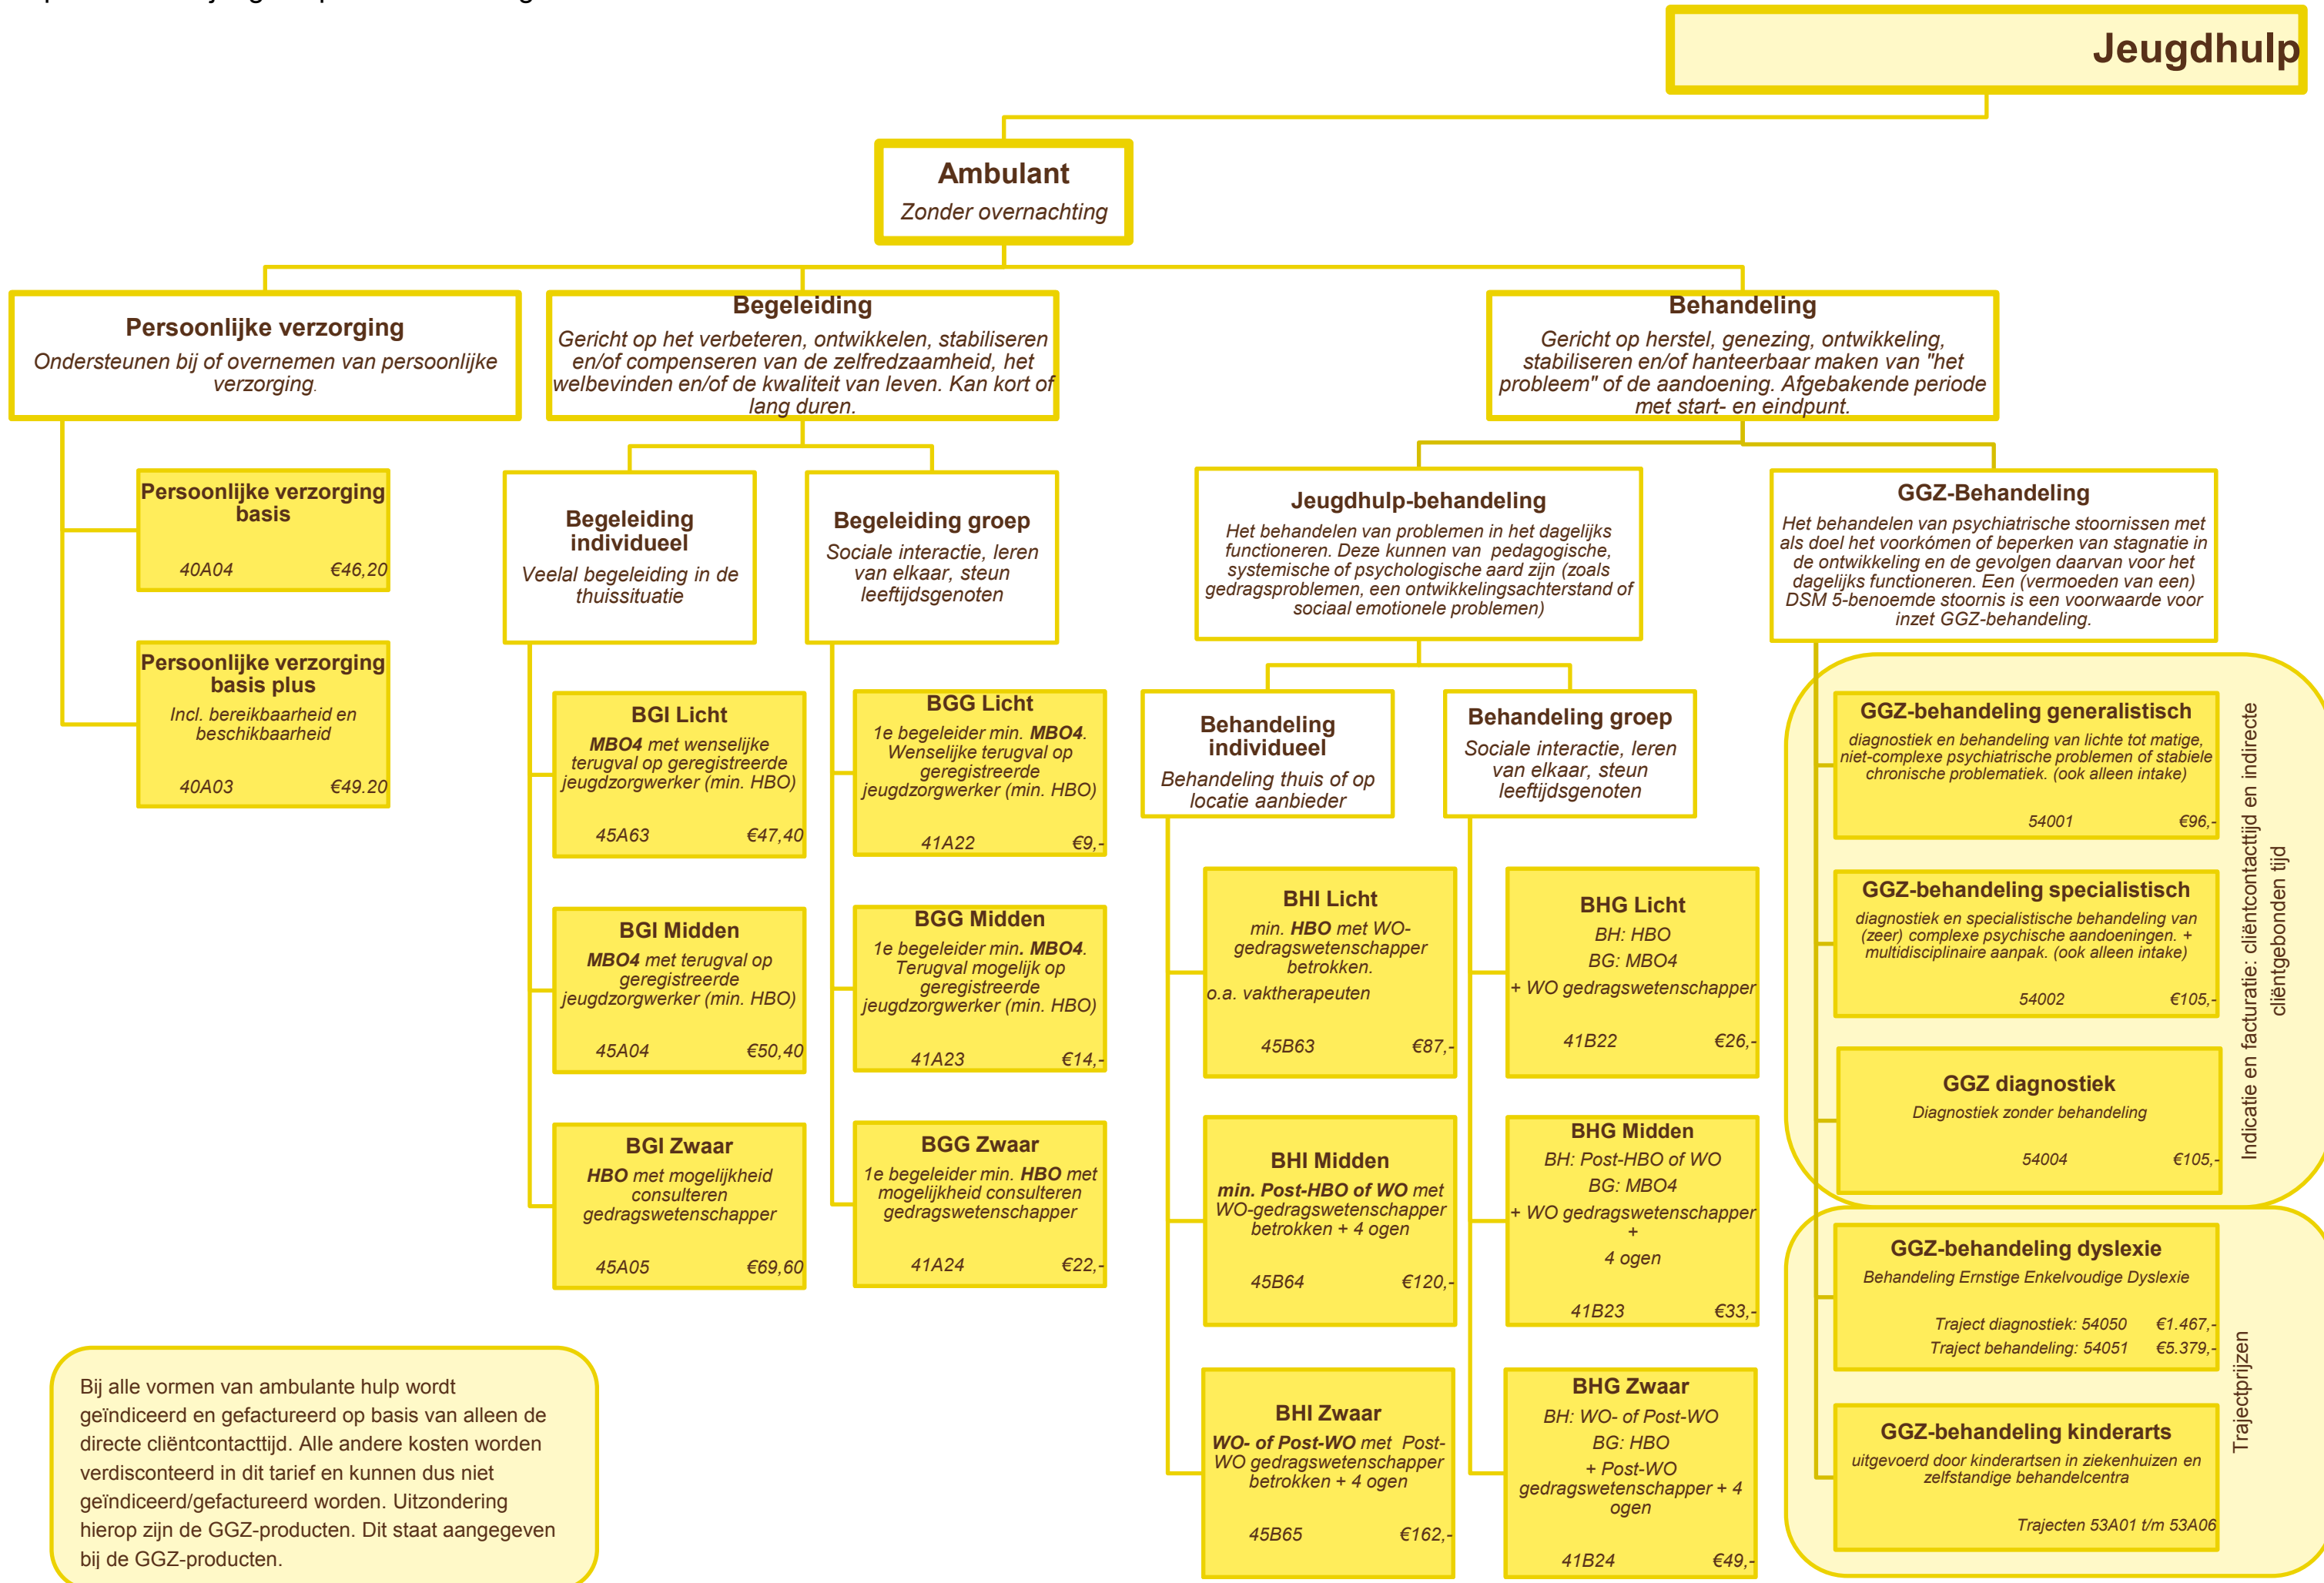 Jeugdhulp
Ambulant
Zonder overnachting
Persoonlijke verzorging
Ondersteunen bij of overnemen van persoonlijke
verzorging.
Persoonlijke verzorging
basis
40A04 €46,20
Persoonlijke verzorging
basis plus
Incl. bereikbaarheid en
beschikbaarheid
40A03 €49.20
Begeleiding
Gericht op het verbeteren, ontwikkelen, stabiliseren
en/of compenseren van de zelfredzaamheid, het
welbevinden en/of de kwaliteit van leven. Kan kort of
lang duren.
Begeleiding
individueel
Veelal begeleiding in de
thuissituatie
BGI Licht
MBO4 met wenselijke
terugval op geregistreerde
jeugdzorgwerker (min. HBO)
45A63 €47,40
BGI Midden
MBO4 met terugval op
geregistreerde
jeugdzorgwerker (min. HBO)
45A04 €50,40
BGI Zwaar
HBO met mogelijkheid
consulteren
gedragswetenschapper
45A05 €69,60
Begeleiding groep
Sociale interactie, leren
van elkaar, steun
leeftijdsgenoten
BGG Licht
1e begeleider min. MBO4.
Wenselijke terugval op
geregistreerde
jeugdzorgwerker (min. HBO)
41A22 €9,-
BGG Midden
1e begeleider min. MBO4.
Terugval mogelijk op
geregistreerde
jeugdzorgwerker (min. HBO)
41A23 €14,-
BGG Zwaar
1e begeleider min. HBO met
mogelijkheid consulteren
gedragswetenschapper
41A24 €22,-
Behandeling
Gericht op herstel, genezing, ontwikkeling,
stabiliseren en/of hanteerbaar maken van "het
probleem" of de aandoening. Afgebakende periode
met start- en eindpunt.
Jeugdhulp-behandeling
Het behandelen van problemen in het dagelijks
functioneren. Deze kunnen van pedagogische,
systemische of psychologische aard zijn (zoals
gedragsproblemen, een ontwikkelingsachterstand of
sociaal emotionele problemen)
Behandeling
individueel
Behandeling thuis of op
locatie aanbieder
BHI Licht
min. HBO met WO-
gedragswetenschapper
betrokken.
o.a. vaktherapeuten
45B63 €87,-
BHI Midden
min. Post-HBO of WO met
WO-gedragswetenschapper
betrokken + 4 ogen
45B64 €120,-
BHI Zwaar
WO- of Post-WO met Post-
WO gedragswetenschapper
betrokken + 4 ogen
45B65 €162,-
Behandeling groep
Sociale interactie, leren
van elkaar, steun
leeftijdsgenoten
BHG Licht
BH: HBO
BG: MBO4
+ WO gedragswetenschapper
41B22 €26,-
BHG Midden
BH: Post-HBO of WO
BG: MBO4
+ WO gedragswetenschapper
+
4 ogen
41B23 €33,-
BHG Zwaar
BH: WO- of Post-WO
BG: HBO
+ Post-WO
gedragswetenschapper + 4
ogen
41B24 €49,-
GGZ-Behandeling
Het behandelen van psychiatrische stoornissen met
als doel het voorkómen of beperken van stagnatie in
de ontwikkeling en de gevolgen daarvan voor het
dagelijks functioneren. Een (vermoeden van een)
DSM 5-benoemde stoornis is een voorwaarde voor
inzet GGZ-behandeling.
GGZ-behandeling generalistisch
diagnostiek en behandeling van lichte tot matige,
niet-complexe psychiatrische problemen of stabiele
chronische problematiek. (ook alleen intake)
54001 €96,-
GGZ-behandeling specialistisch
diagnostiek en specialistische behandeling van
(zeer) complexe psychische aandoeningen. +
multidisciplinaire aanpak. (ook alleen intake)
54002 €105,-
GGZ diagnostiek
Diagnostiek zonder behandeling
54004 €105,-
Indicatie en facturatie: cliëntcontacttijd en indirecte
cliëntgebonden tijd
GGZ-behandeling dyslexie
Behandeling Ernstige Enkelvoudige Dyslexie
Traject diagnostiek: 54050 €1.467,-
Traject behandeling: 54051 €5.379,-
GGZ-behandeling kinderarts
uitgevoerd door kinderartsen in ziekenhuizen en
zelfstandige behandelcentra
Trajecten 53A01 t/m 53A06
Trajectprijzen
Bij alle vormen van ambulante hulp wordt
geïndiceerd en gefactureerd op basis van alleen de
directe cliëntcontacttijd. Alle andere kosten worden
verdisconteerd in dit tarief en kunnen dus niet
geïndiceerd/gefactureerd worden. Uitzondering
hierop zijn de GGZ-producten. Dit staat aangegeven
bij de GGZ-producten.